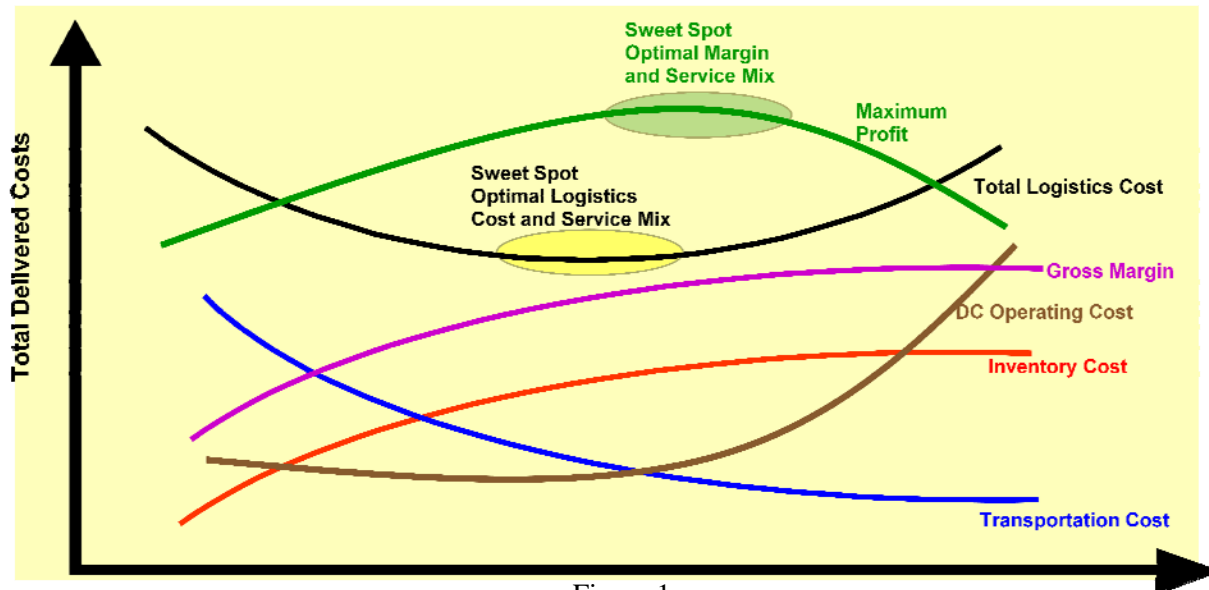 Sweet Spot
Optimal Margin
and Service Mix
Maximum
Profit
Sweet Spot
Optimal Logistics
Cost and Service Mix
Total Logistics Cost
Gross Margin
DC Operating Cost
Inventory Cost
Transportation Cost
Total Delivered Costs